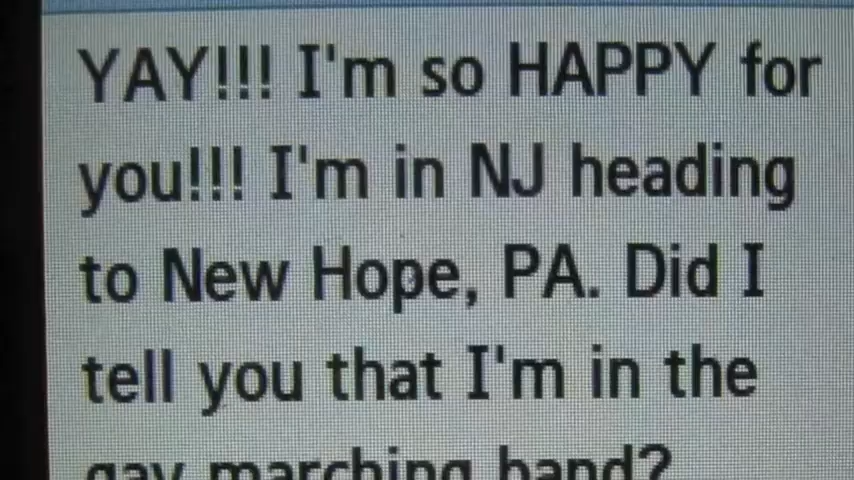 YAY!!! I'm so HAPPY for
you!!! I'm in NJ heading
to New Hope, PA. Did I
tell you that I'm in the
gay marching band?